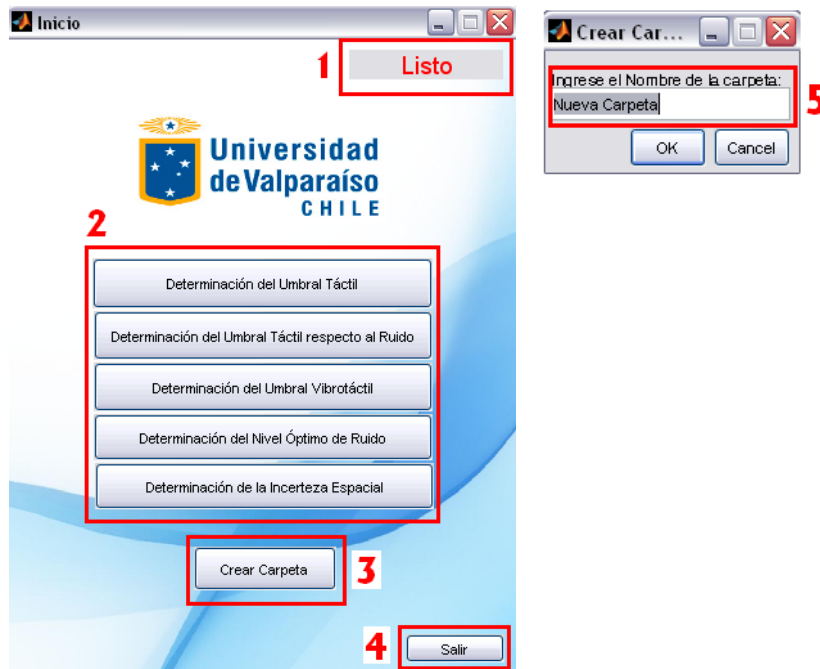 Inicio
1
Listo
Universidad
de Valparaíso
CHILE
2
Determinación del Umbral Táctil
Determinación del Umbral Táctil respecto al Ruido
Determinación del Umbral Vibrotáctil
Determinación del Nivel Óptimo de Ruido
Determinación de la Incerteza Espacial
Crear Carpeta
3
4
Salir
Crear Car...
Ingrese el Nombre de la carpeta:
Nueva Carpeta
5
OK
Cancel